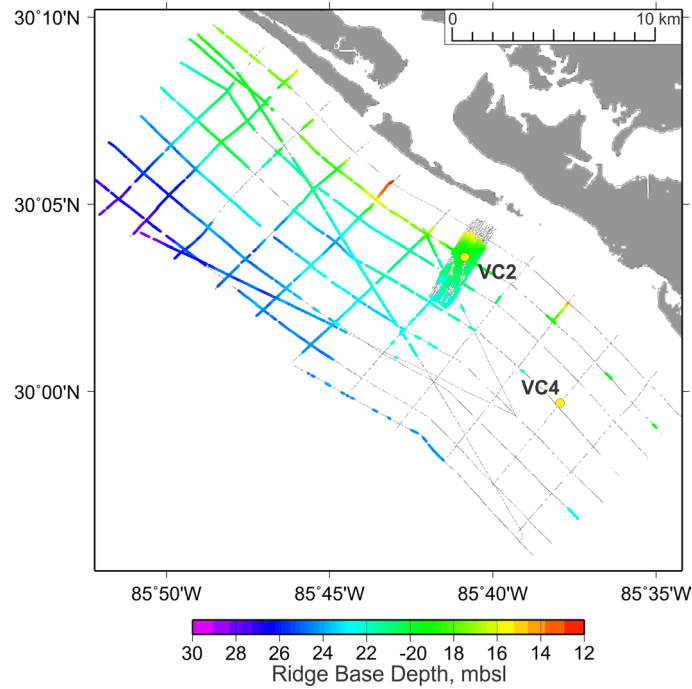 30˚10'N
0 10 km
30˚05'N
VC2
30˚00'N
VC4
85˚50'W 85˚45'W 85˚40'W 85˚35'W
30 28 26 24 22 -20 18 16 14 12
Ridge Base Depth, mbsl